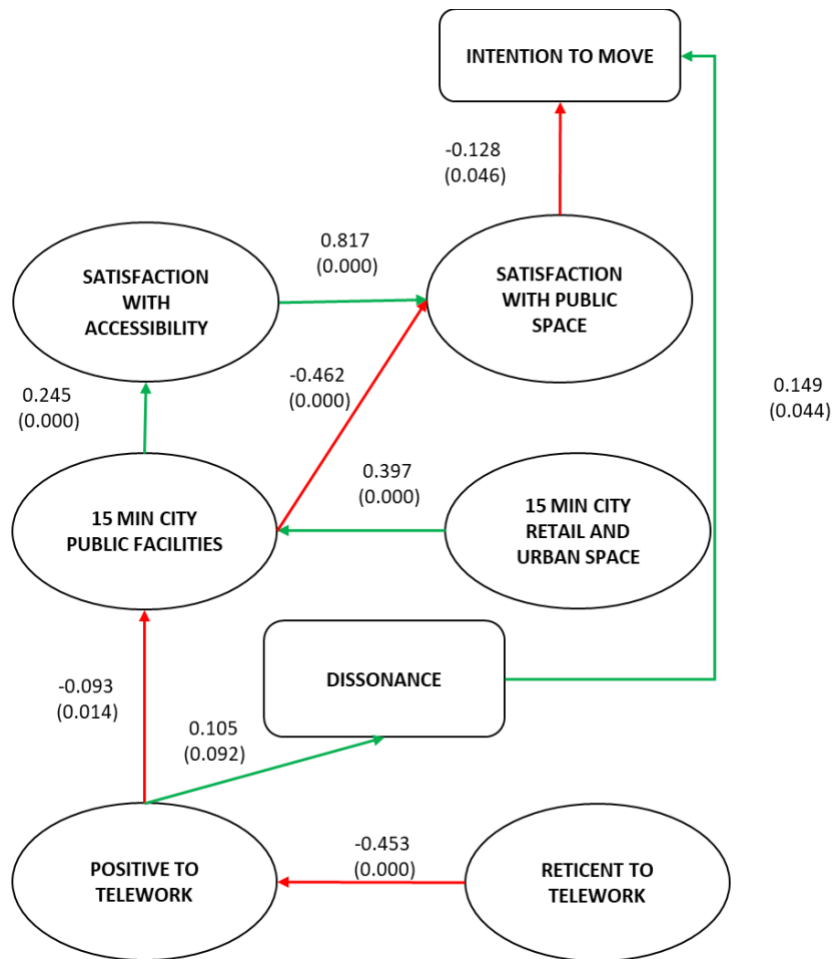 INTENTION TO MOVE
-0.128
(0.046)
0.817
(0.000)
SATISFACTION
WITH
ACCESSIBILITY
SATISFACTION
WITH PUBLIC
SPACE
0.245
(0.000)
-0.462
(0.000)
0.149
(0.044)
0.397
(0.000)
15 MIN CITY
PUBLIC FACILITIES
15 MIN CITY
RETAIL AND
URBAN SPACE
DISSONANCE
-0.093
(0.014)
0.105
(0.092)
-0.453
(0.000)
POSITIVE TO
TELEWORK
RETICENT TO
TELEWORK